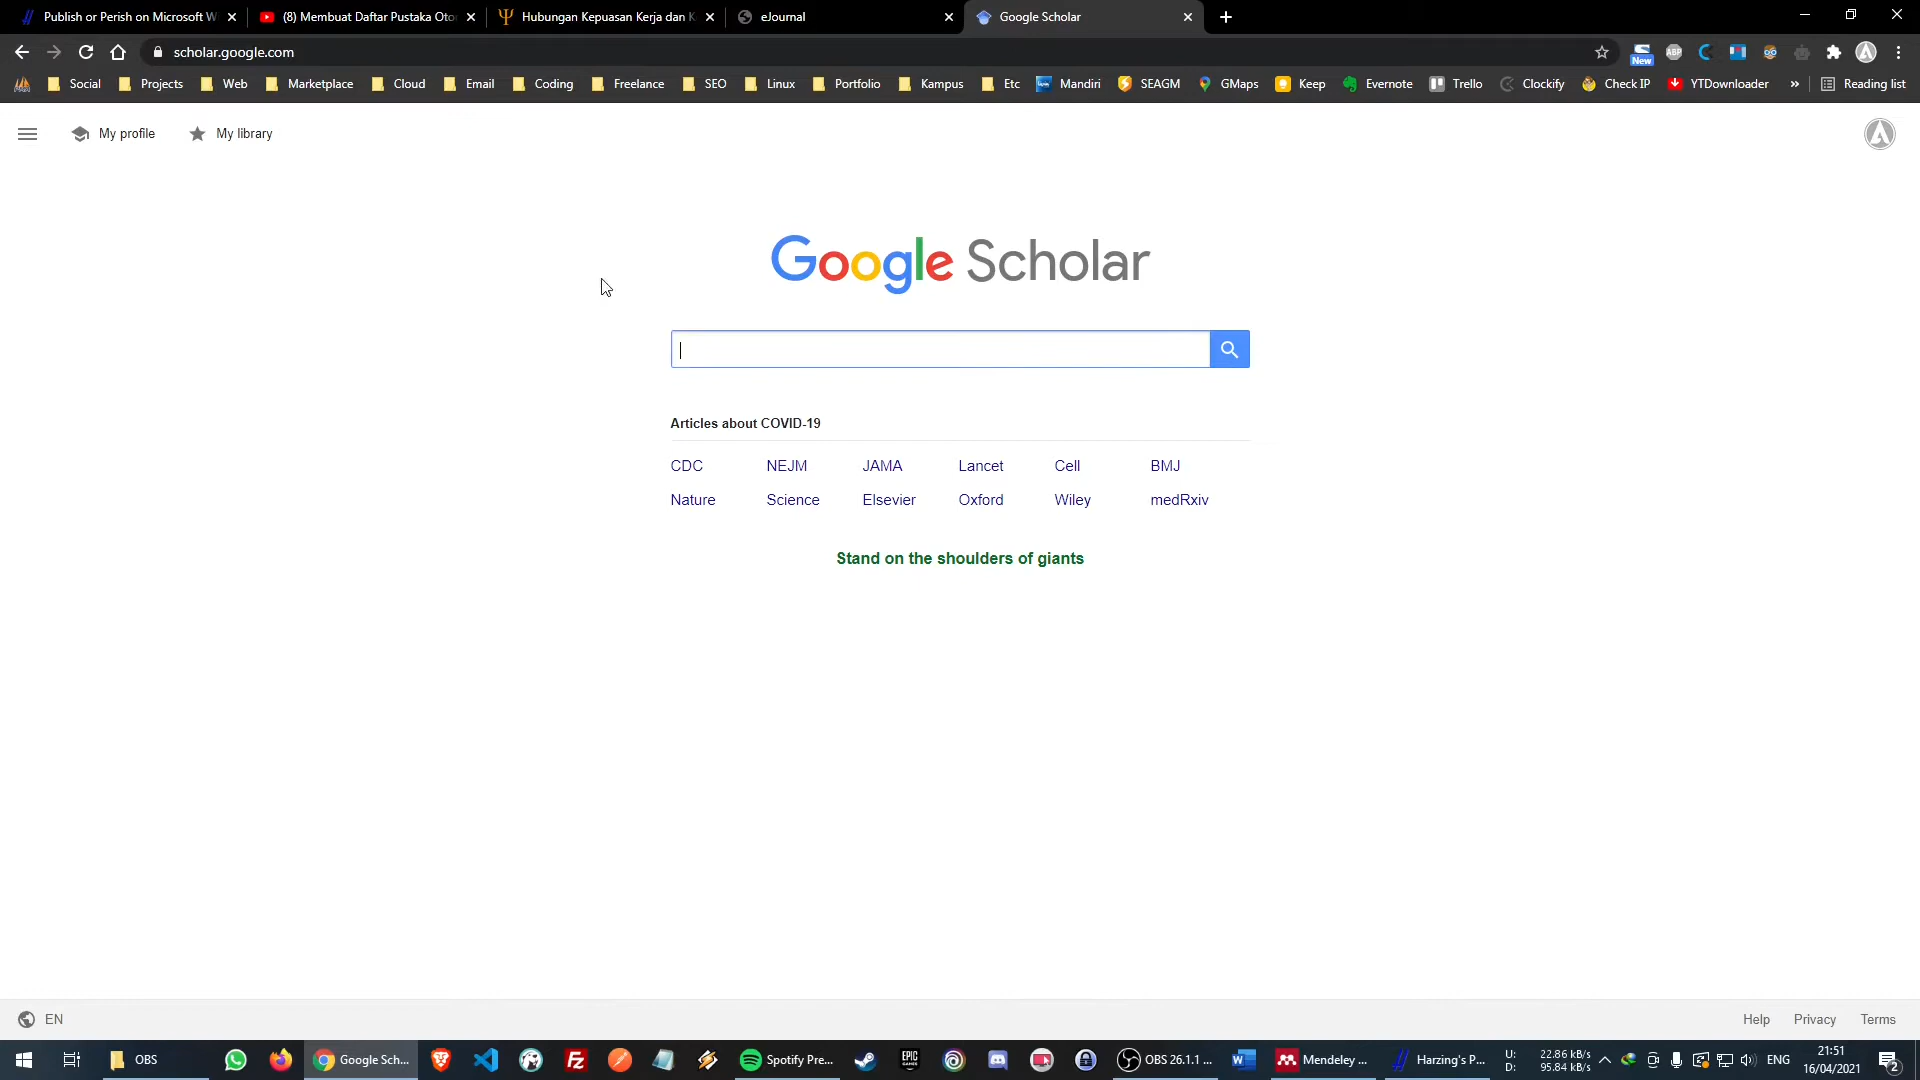 Publish or Perish on Microsoft W
(8) Membuat Daftar Pustaka Oto
Hubungan Kepuasan Kerja dan K
eJournal
Google Scholar
scholar.google.com
New
ABP
Social
Projects
Web
Marketplace
Cloud
Email
Coding
Freelance
SEO
Linux
Portfolio
Kampus
Etc
Mandiri
SEAGM
GMaps
Keep
Evernote
Trello
Clockify
Check IP
YTDownloader
Reading list
My profile
My library
Google Scholar
Articles about COVID-19
CDC NEJM JAMA Lancet Cell BMJ
Nature Science Elsevier Oxford Wiley medRxiv
Stand on the shoulders of giants
EN
Help Privacy Terms
OBS
Google Sch...
Spotify Pre...
EPIC
GAMES
OBS 26.1.1 ...
Mendeley ...
Harzing's P...
U: 22.86 kB/s
D: 95.84 kB/s
ENG
21:51
16/04/2021
2